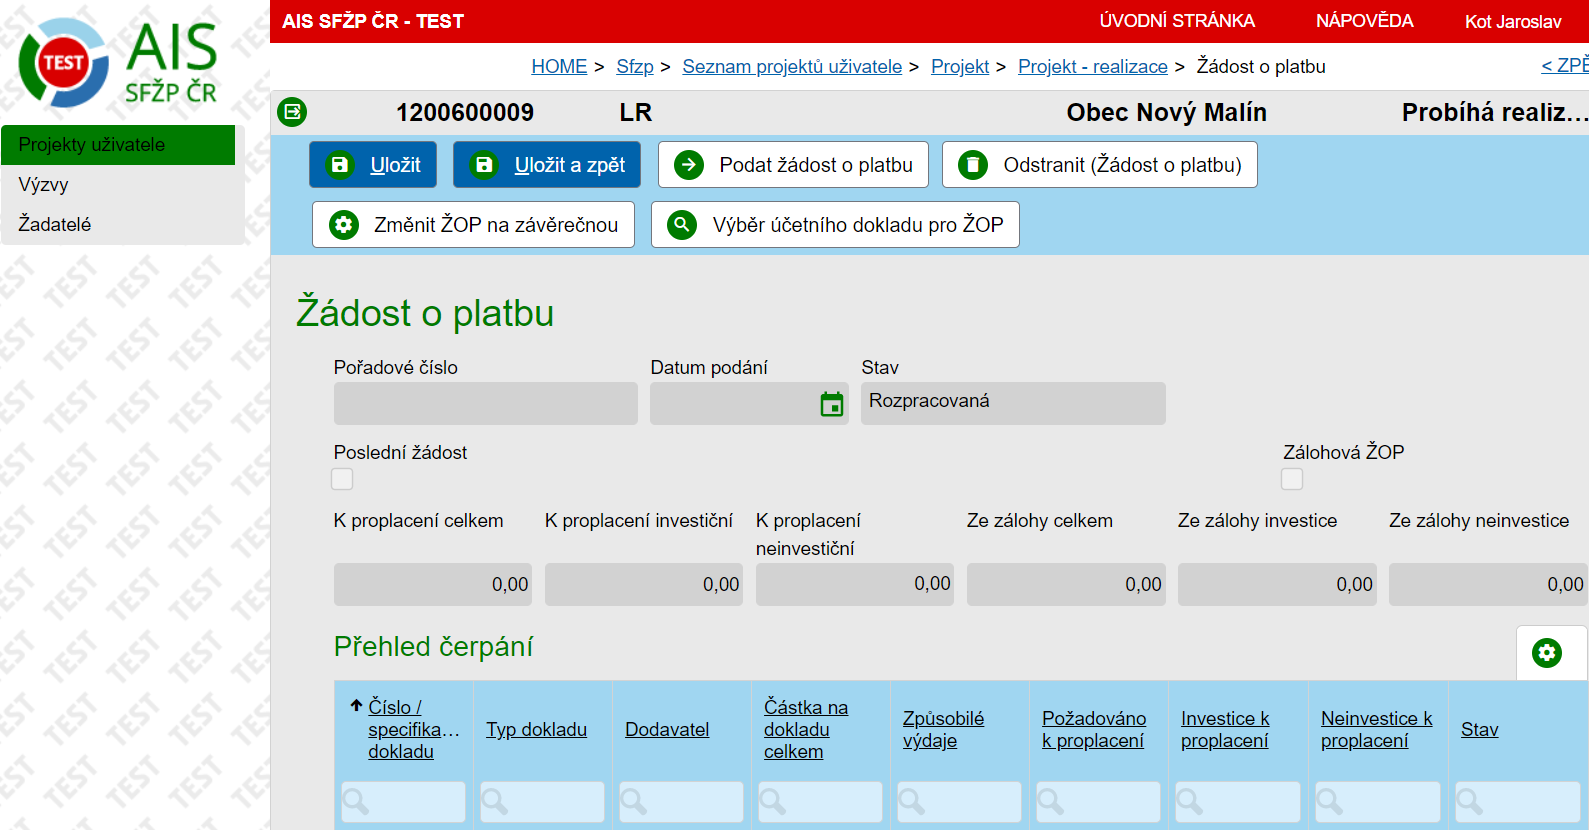 TEST
AIS
SFŽP ČR
AIS SFŽP ČR - TEST
ÚVODNÍ STRÁNKA
NÁPOVĚDA
Kot Jaroslav
HOME > Sfzp > Seznam projektů uživatele > Projekt > Projekt - realizace > Žádost o platbu
< ZPĚ
Projekty uživatele
Výzvy
Žadatelé
1200600009 LR Obec Nový Malín Probíhá realiz...
Uložit
Uložit a zpět
Podat žádost o platbu
Odstranit (Žádost o platbu)
Změnit ŽOP na závěrečnou
Výběr účetního dokladu pro ŽOP
Žádost o platbu
Pořadové číslo
Datum podání
Stav
Rozpracovaná
Poslední žádost
Zálohová ŽOP
K proplacení celkem
K proplacení investiční
K proplacení
neinvestiční
Ze zálohy celkem
Ze zálohy investice
Ze zálohy neinvestice
0,00
0,00
0,00
0,00
0,00
0,00
Přehled čerpání
Číslo /
specifika...
dokladu
Typ dokladu
Dodavatel
Částka na
dokladu
celkem
Způsobilé
výdaje
Požadováno
k proplacení
Investice k
proplacení
Neinvestice k
proplacení
Stav